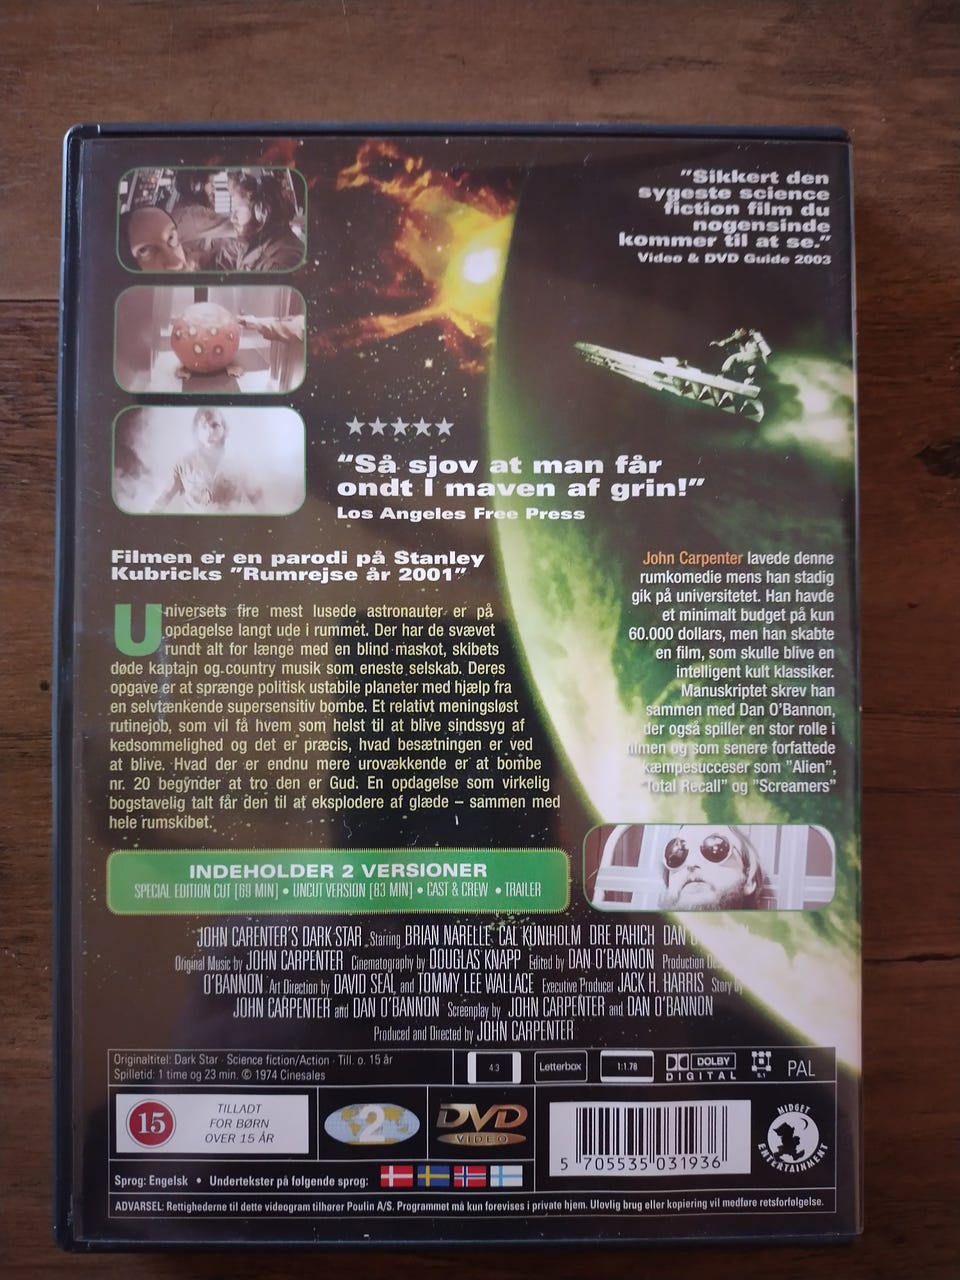 "Sikkert den
sygeste science
fiction film du
nogensinde
kommer til at se."
Video & DVD Guide 2003
"Så sjov at man får
ondt I maven af grin!"
Los Angeles Free Press
Filmen er en parodi på Stanley
Kubricks "Rumrejse år 2001"
Universets fire mest lusede astronauter er på
opdagelse langt ude i rummet. Der har de svævet
rundt alt for længe med en blind maskot, skibets
døde kaptajn og country musik som eneste selskab. Deres
opgave er at sprænge politisk ustabile planeter med hjælp fra
en selvtænkende supersensitiv bombe. Et relativt meningsløst
rutinejob, som vil få hvem som helst til at blive sindssyg af
kedsommelighed og det er præcis, hvad besætningen er ved
at blive. Hvad der er endnu mere urovækkende er at bombe
nr. 20 begynder at tro den er Gud. En opdagelse som virkelig
bogstavelig talt får den til at eksplodere af glæde – sammen med
hele rumskibet.
John Carpenter lavede denne
rumkomedie mens han stadig
gik på universitetet. Han havde
et minimalt budget på kun
60.000 dollars, men han skabte
en film, som skulle blive en
intelligent kult klassiker.
Manuskriptet skrev han
sammen med Dan O'Bannon,
der også spiller en stor rolle i
filmen og som senere forfattede
kæmpesucceser som "Alien",
"Total Recall" og "Screamers"
INDEHOLDER 2 VERSIONER
SPECIAL EDITION CUT [69 MIN] • UNCUT VERSION [83 MIN] • CAST & CREW • TRAILER
JOHN CARENTER'S DARK STAR Starring BRIAN NARELLE CAL KUNIHOLM DRE PAHICH DAN
Original Music by JOHN CARPENTER Cinematography by DOUGLAS KNAPP Edited by DAN O'BANNON Production
O'BANNON Art Direction by DAVID SEAL and TOMMY LEE WALLACE Executive Producer JACK H. HARRIS Story by
JOHN CARPENTER and DAN O'BANNON Screenplay by JOHN CARPENTER and DAN O'BANNON
Produced and Directed by JOHN CARPENTER
Originaltitel: Dark Star · Science fiction/Action · Till. o. 15 år
Spilletid: 1 time og 23 min. © 1974 Cinesales
4:3
Letterbox
1:1.78
DOLBY
DIGITAL
5.1
PAL
15
TILLADT
FOR BØRN
OVER 15 ÅR
2
DVD
VIDEO
5 705535 031936
MIDGET
ENTERTAINMENT
Sprog: Engelsk • Undertekster på følgende sprog:
ADVARSEL: Rettighederne til dette videogram tilhører Poulin A/S. Programmet må kun forevises i private hjem. Ulovlig brug eller kopiering vil medføre retsforfølgelse.